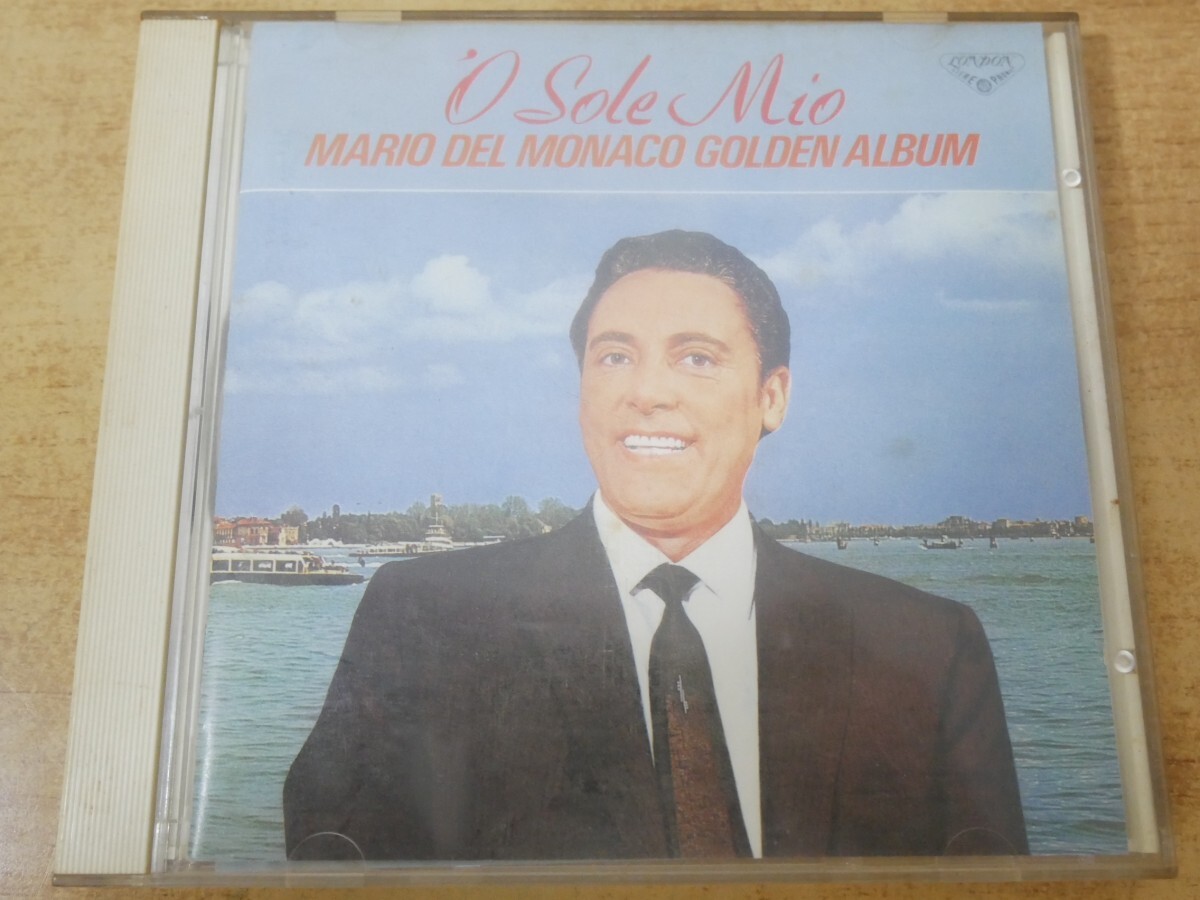 'O Sole Mio
LONDON
MARIO DEL MONACO GOLDEN ALBUM